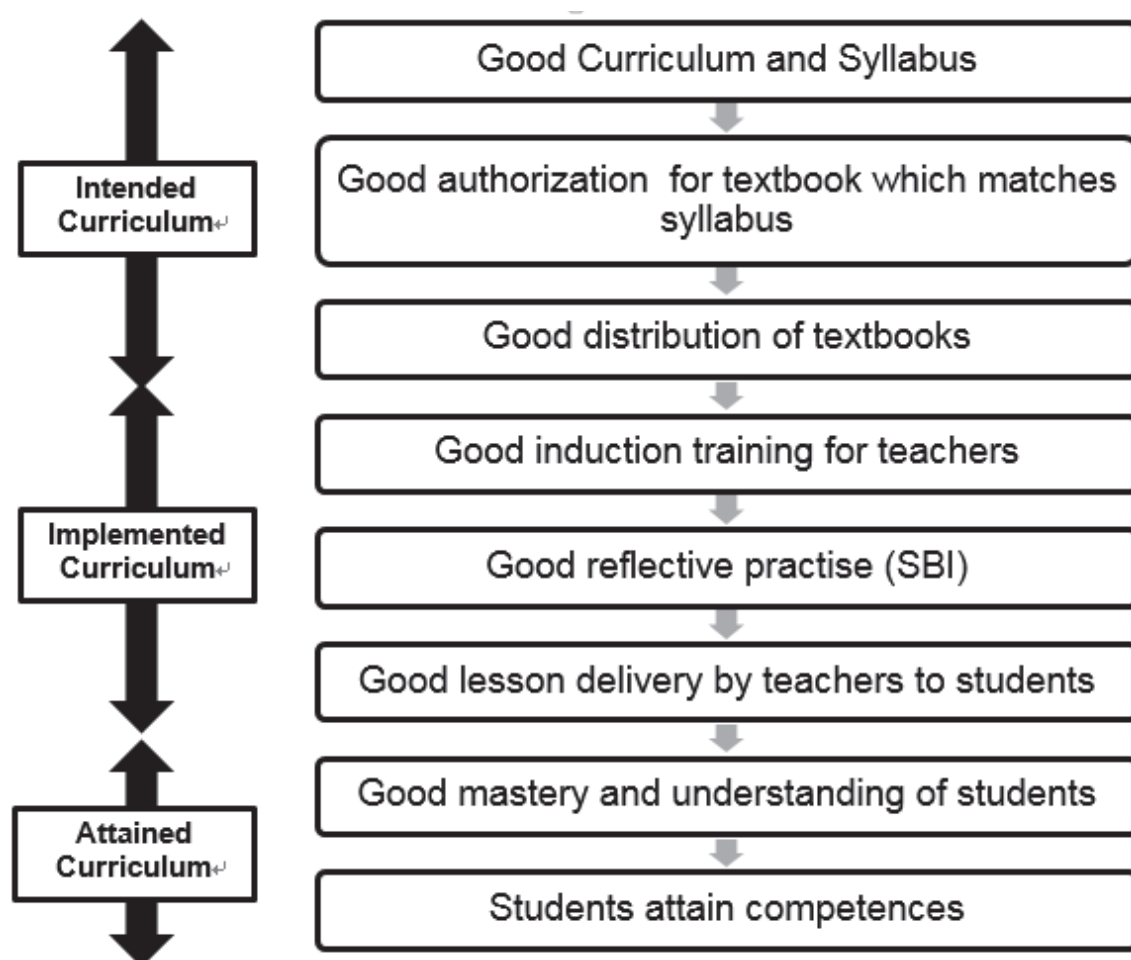 Good Curriculum and Syllabus
Intended
Curriculum↵
Good authorization for textbook which matches
syllabus
Good distribution of textbooks
Good induction training for teachers
Implemented
Curriculum↵
Good reflective practise (SBI)
Good lesson delivery by teachers to students
Good mastery and understanding of students
Attained
Curriculum↵
Students attain competences